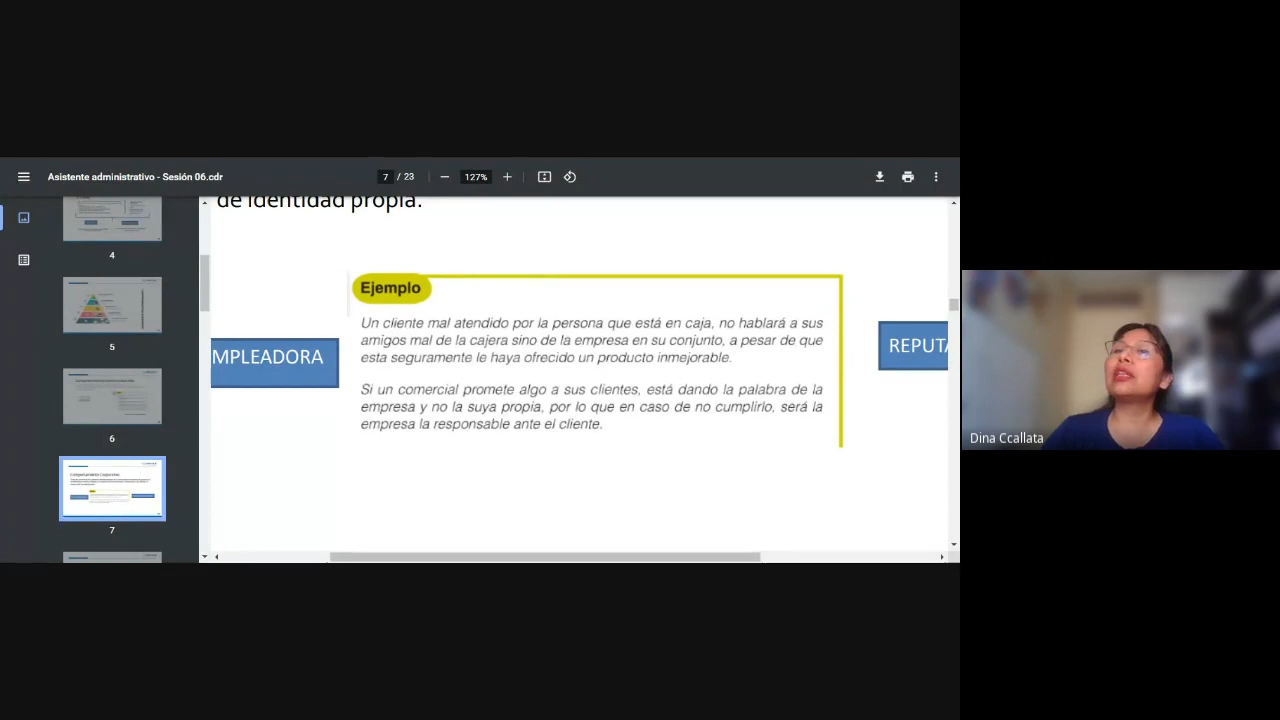 Asistente administrativo - Sesión 06.cdr
7 / 23
127%
de identidad propia.
4
5
6
7
Ejemplo
Un cliente mal atendido por la persona que está en caja, no hablará a sus
amigos mal de la cajera sino de la empresa en su conjunto, a pesar de que
esta seguramente le haya ofrecido un producto inmejorable.
Si un comercial promete algo a sus clientes, está dando la palabra de la
empresa y no la suya propia, por lo que en caso de no cumplirlo, será la
empresa la responsable ante el cliente.
MPLEADORA
REPUTA
Dina Ccallata